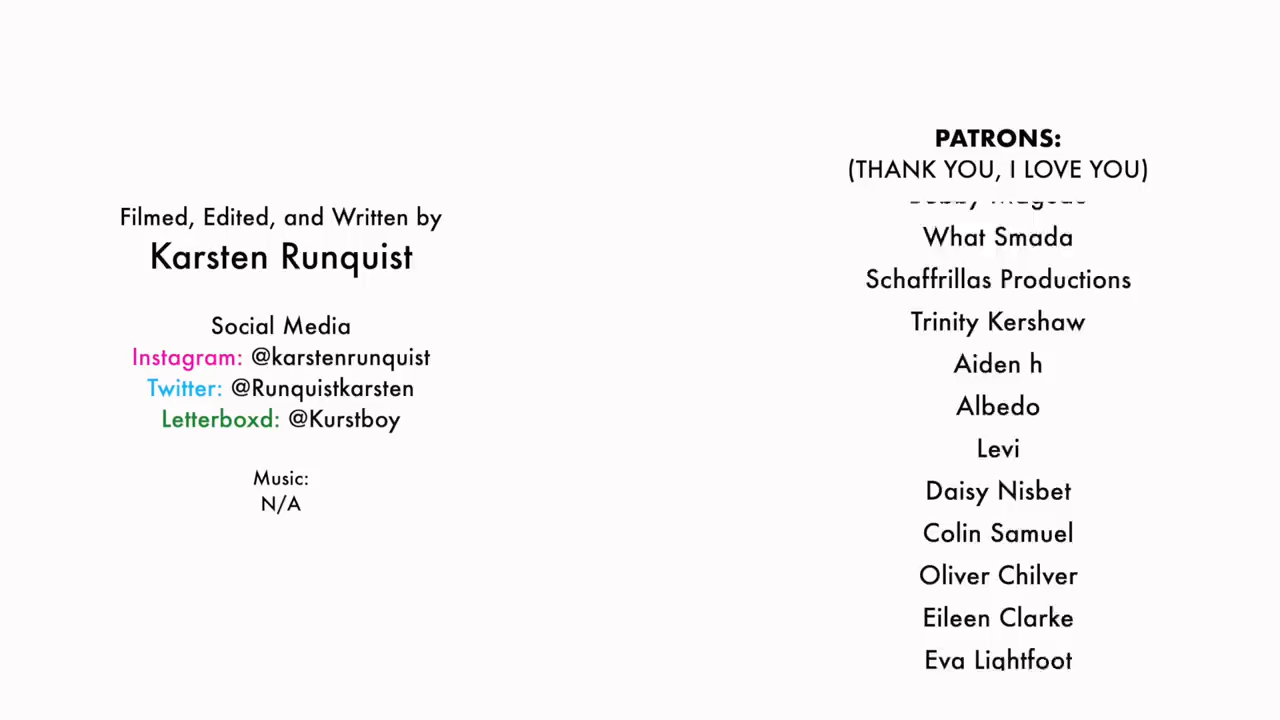 Filmed, Edited, and Written by
Karsten Runquist
Social Media
Instagram: @karstenrunquist
Twitter: @Runquistkarsten
Letterboxd: @Kurstboy
Music:
N/A
PATRONS:
(THANK YOU, I LOVE YOU)
What Smada
Schaffrillas Productions
Trinity Kershaw
Aiden h
Albedo
Levi
Daisy Nisbet
Colin Samuel
Oliver Chilver
Eileen Clarke
Eva Lightfoot